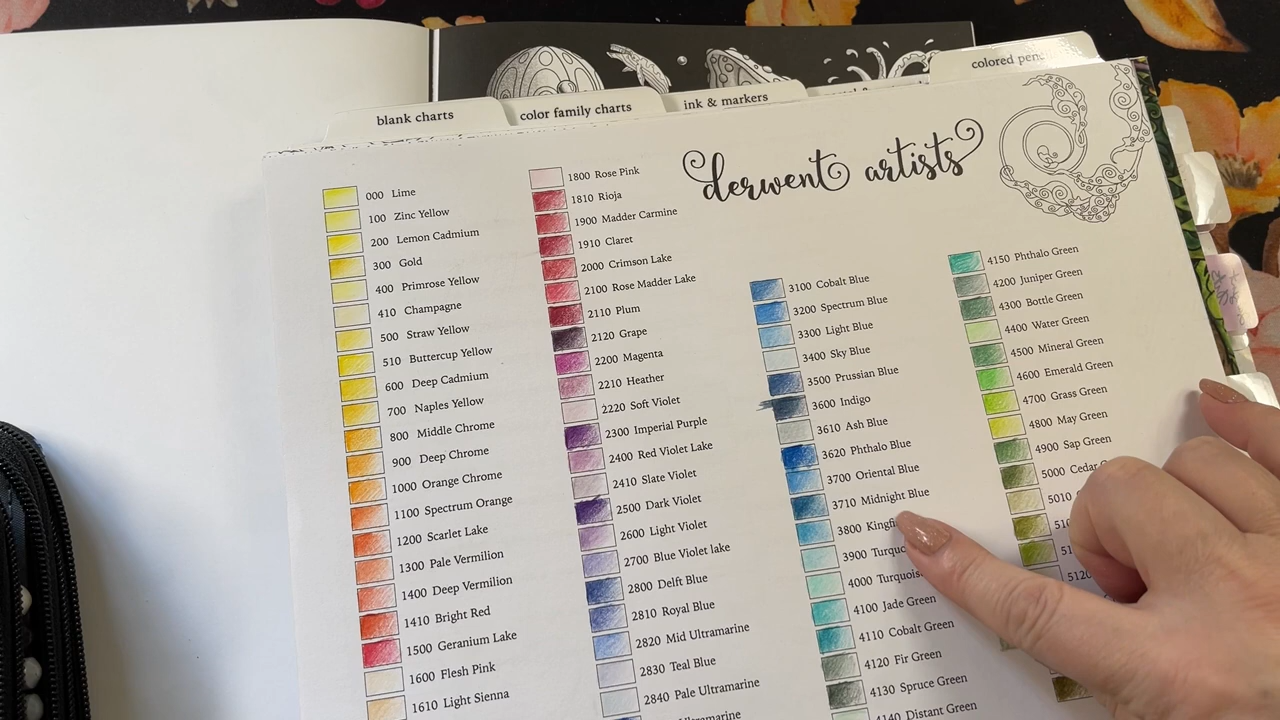 blank charts
color family charts
ink & markers
colored
derwent artists
000 Lime
100 Zinc Yellow
200 Lemon Cadmium
300 Gold
400 Primrose Yellow
410 Champagne
500 Straw Yellow
510 Buttercup Yellow
600 Deep Cadmium
700 Naples Yellow
800 Middle Chrome
900 Deep Chrome
1000 Orange Chrome
1100 Spectrum Orange
1200 Scarlet Lake
1300 Pale Vermilion
1400 Deep Vermilion
1410 Bright Red
1500 Geranium Lake
1600 Flesh Pink
1610 Light Sienna
1800 Rose Pink
1810 Rioja
1900 Madder Carmine
1910 Claret
2000 Crimson Lake
2100 Rose Madder Lake
2110 Plum
2120 Grape
2200 Magenta
2210 Heather
2220 Soft Violet
2300 Imperial Purple
2400 Red Violet Lake
2410 Slate Violet
2500 Dark Violet
2600 Light Violet
2700 Blue Violet lake
2800 Delft Blue
2810 Royal Blue
2820 Mid Ultramarine
2830 Teal Blue
2840 Pale Ultramarine
Ultramarine
3100 Cobalt Blue
3200 Spectrum Blue
3300 Light Blue
3400 Sky Blue
3500 Prussian Blue
3600 Indigo
3610 Ash Blue
3620 Phthalo Blue
3700 Oriental Blue
3710 Midnight Blue
3800
3900
4000
4100 Jade Green
4110 Cobalt Green
4120 Fir Green
4130 Spruce Green
4140 Distant Green
4150 Phthalo Green
4200 Juniper Green
4300 Bottle Green
4400 Water Green
4500 Mineral Green
4600 Emerald Green
4700 Grass Green
4800 May Green
4900 Sap Green
5000 Cedar
5010
5120